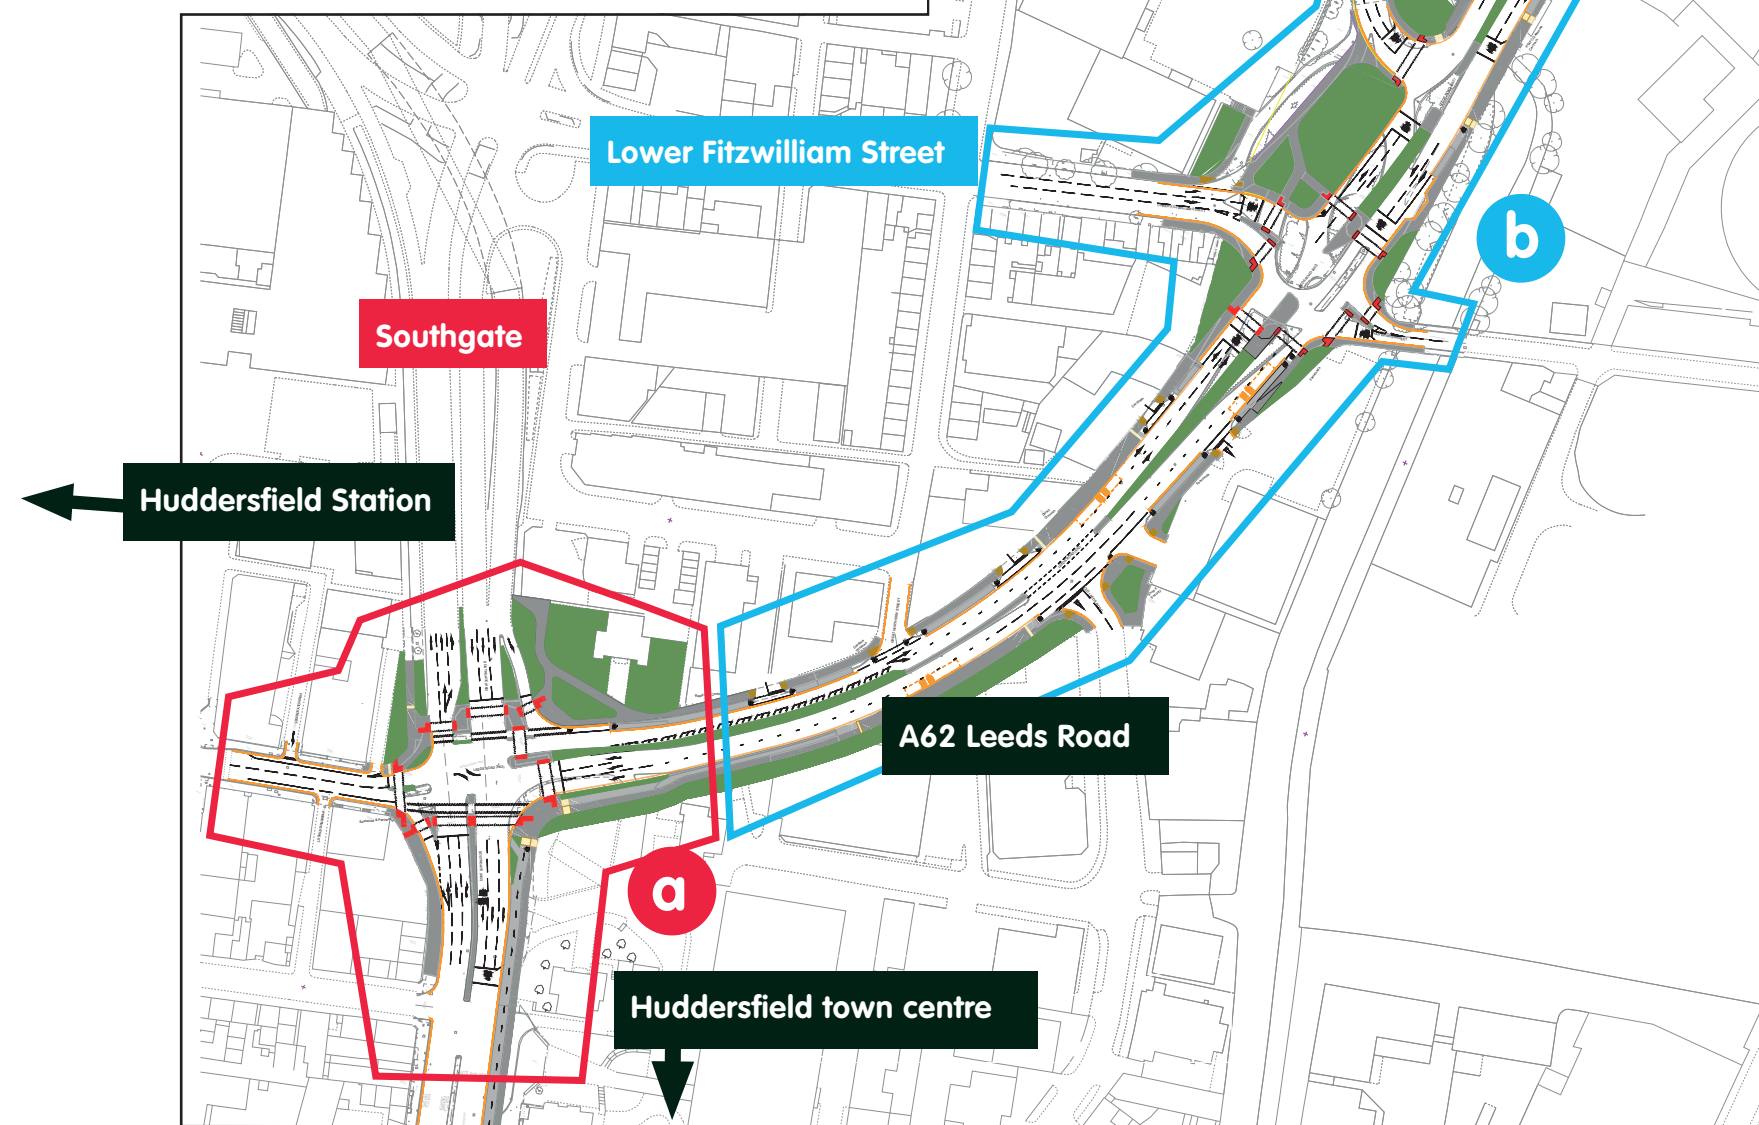 Lower Fitzwilliam Street
b
Southgate
Huddersfield Station
A62 Leeds Road
a
Huddersfield town centre